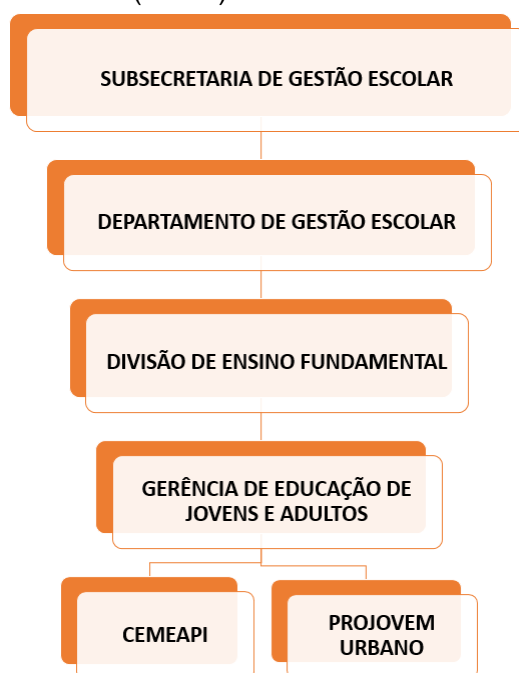 SUBSECRETARIA DE GESTÃO ESCOLAR
DEPARTAMENTO DE GESTÃO ESCOLAR
DIVISÃO DE ENSINO FUNDAMENTAL
GERÊNCIA DE EDUCAÇÃO DE
JOVENS E ADULTOS
CEMEAPI
PROJOVEM
URBANO